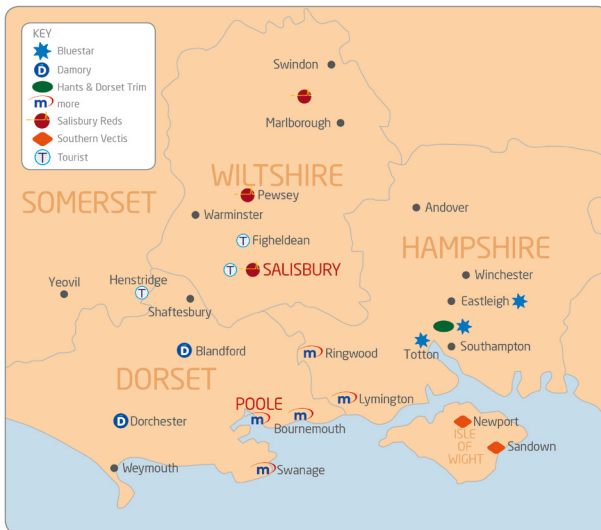 KEY
Bluestar
D Damory
Hants & Dorset Trim
m more
Salisbury Reds
Southern Vectis
T Tourist
Swindon
Marlborough
WILTSHIRE
SOMERSET
Pewsey
Warminster
Andover
T Figheldean
HAMPSHIRE
T SALISBURY
Winchester
Henstridge
T
Yeovil
Eastleigh
Shaftesbury
Totton
Southampton
D Blandford
m Ringwood
DORSET
POOLE
m
m
Bournemouth
m Lymington
D Dorchester
Newport
ISLE
OF
WIGHT
Sandown
Weymouth
m Swanage